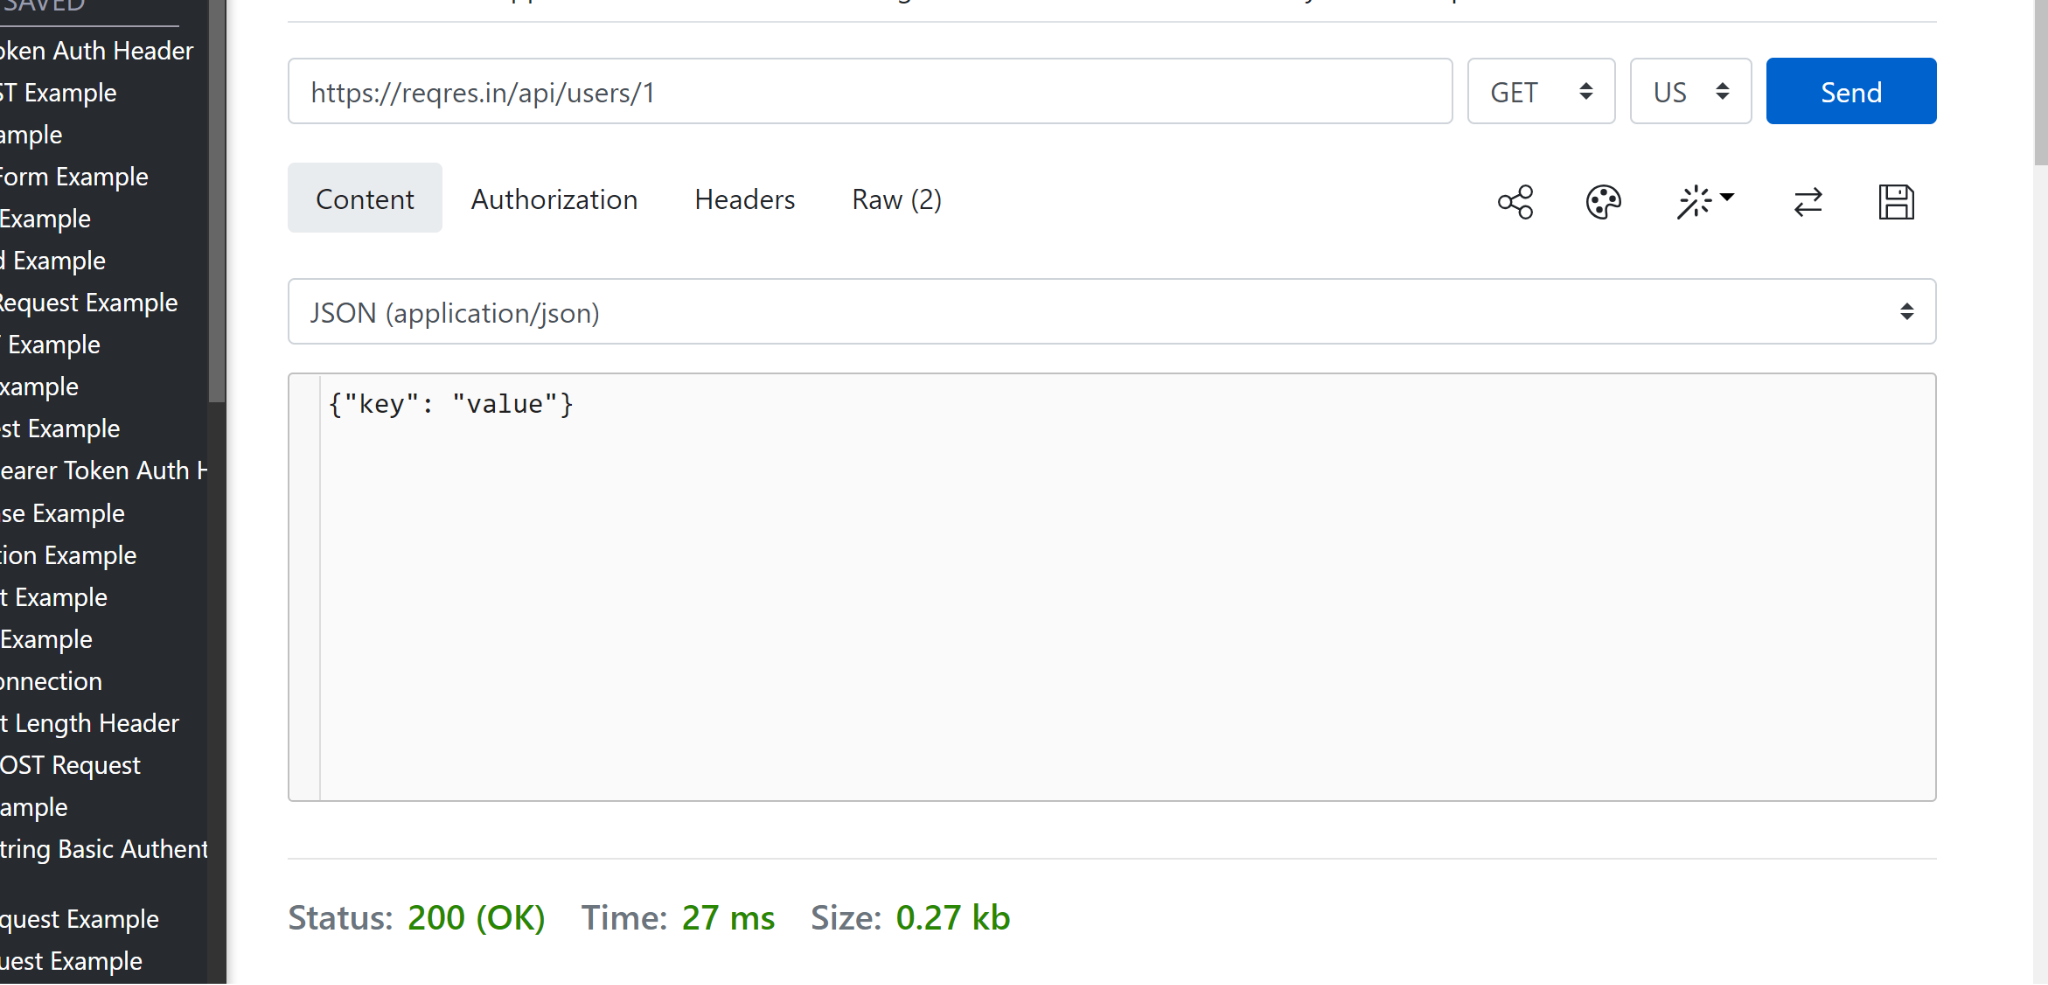 SAVED
oken Auth Header
ST Example
ample
Form Example
Example
d Example
Request Example
Example
xample
est Example
earer Token Auth H
se Example
tion Example
t Example
Example
onnection
t Length Header
OST Request
ample
tring Basic Authent
quest Example
uest Example
https://reqres.in/api/users/1
GET
US
Send
Content
Authorization
Headers
Raw (2)
JSON (application/json)
{"key": "value"}
Status: 200 (OK) Time: 27 ms Size: 0.27 kb